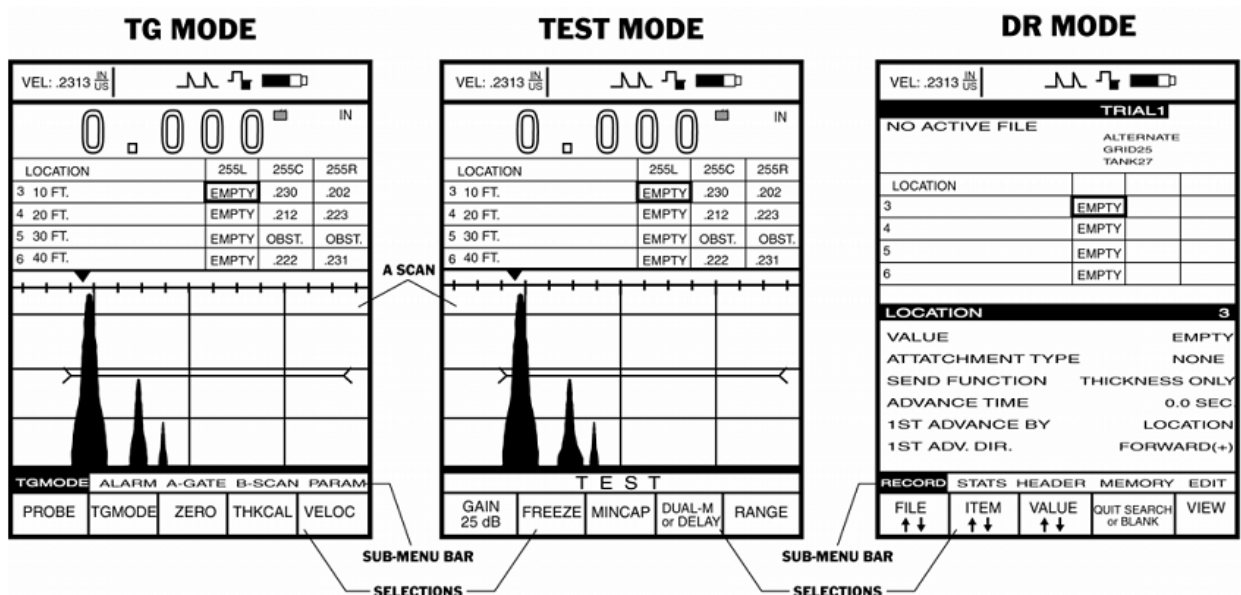 TG MODE
VEL: .2313 IN US
0.000 IN
LOCATION 255L 255C 255R
3 10 FT. EMPTY .230 .202
4 20 FT. EMPTY .212 .223
5 30 FT. EMPTY OBST. OBST.
6 40 FT. EMPTY .222 .231
TGMODE ALARM A-GATE B-SCAN PARAM
PROBE TGMODE ZERO THKCAL VELOC
A SCAN
SUB-MENU BAR
SELECTIONS
TEST MODE
VEL: .2313 IN US
0.000 IN
LOCATION 255L 255C 255R
3 10 FT. EMPTY .230 .202
4 20 FT. EMPTY .212 .223
5 30 FT. EMPTY OBST. OBST.
6 40 FT. EMPTY .222 .231
TEST
GAIN FREEZE MINCAP DUAL-M RANGE
25 dB or DELAY
SUB-MENU BAR
SELECTIONS
DR MODE
VEL: .2313 IN US
TRIAL1
NO ACTIVE FILE
ALTERNATE
GRID25
TANK27
LOCATION
3 EMPTY
4 EMPTY
5 EMPTY
6 EMPTY
LOCATION 3
VALUE EMPTY
ATTATCHMENT TYPE NONE
SEND FUNCTION THICKNESS ONLY
ADVANCE TIME 0.0 SEC.
1ST ADVANCE BY LOCATION
1ST ADV. DIR. FORWARD(+)
RECORD STATS HEADER MEMORY EDIT
FILE ITEM VALUE QUIT SEARCH VIEW
↑↓ ↑↓ ↑↓ or BLANK